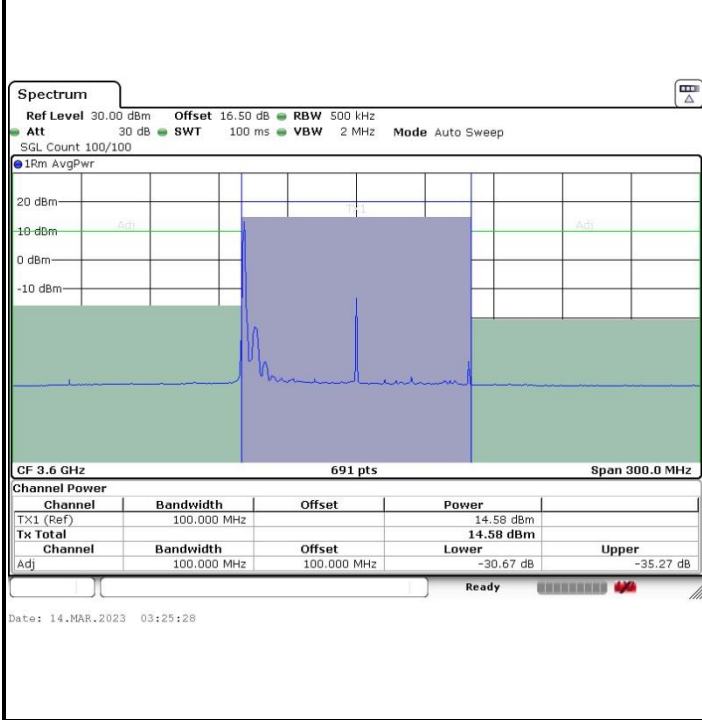 Spectrum
Ref Level 30.00 dBm Offset 16.50 dB RBW 500 kHz
Att 30 dB SWT 100 ms VBW 2 MHz Mode Auto Sweep
SGL Count 100/100
1Rm AvgPwr
TX1
20 dBm
Adj Adj
10 dBm
0 dBm
-10 dBm
CF 3.6 GHz 691 pts Span 300.0 MHz
Channel Power
Channel Bandwidth Offset Power
TX1 (Ref) 100.000 MHz 14.58 dBm
Tx Total 14.58 dBm
Channel Bandwidth Offset Lower Upper
Adj 100.000 MHz 100.000 MHz -30.67 dB -35.27 dB
Ready
Date: 14.MAR.2023 03:25:28